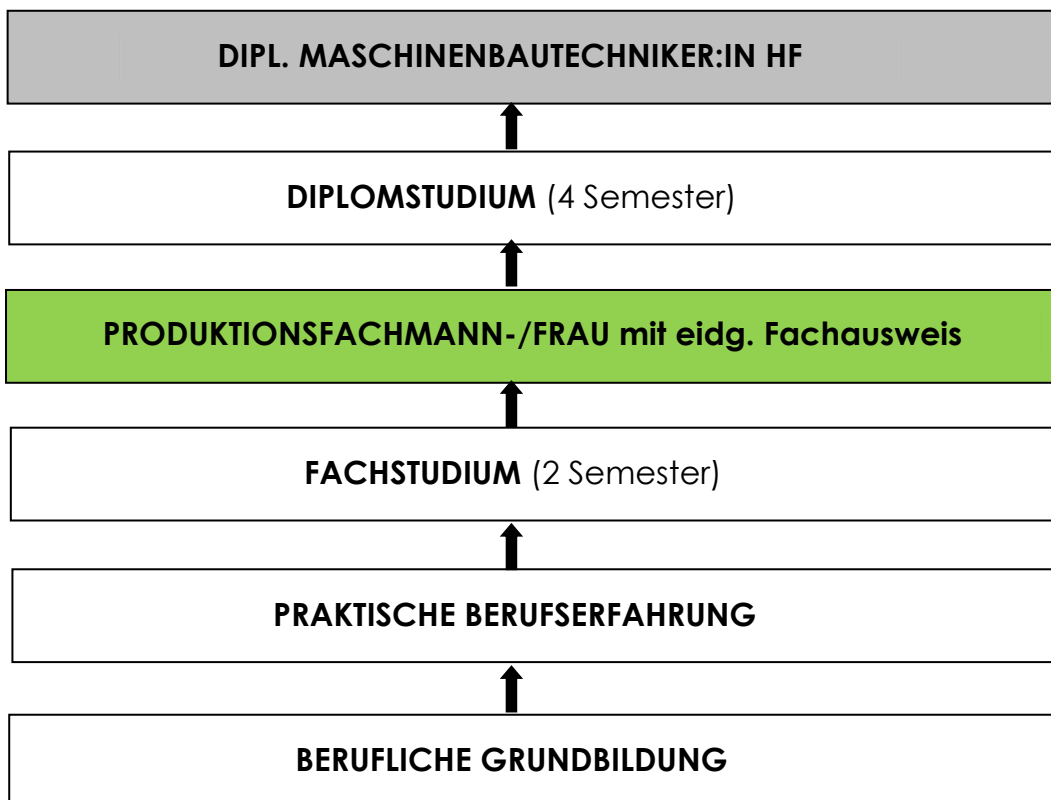 DIPL. MASCHINENBAUTECHNIKER:IN HF
DIPLOMSTUDIUM (4 Semester)
PRODUKTIONSFACHMANN-/FRAU mit eidg. Fachausweis
FACHSTUDIUM (2 Semester)
PRAKTISCHE BERUFSERFAHRUNG
BERUFLICHE GRUNDBILDUNG